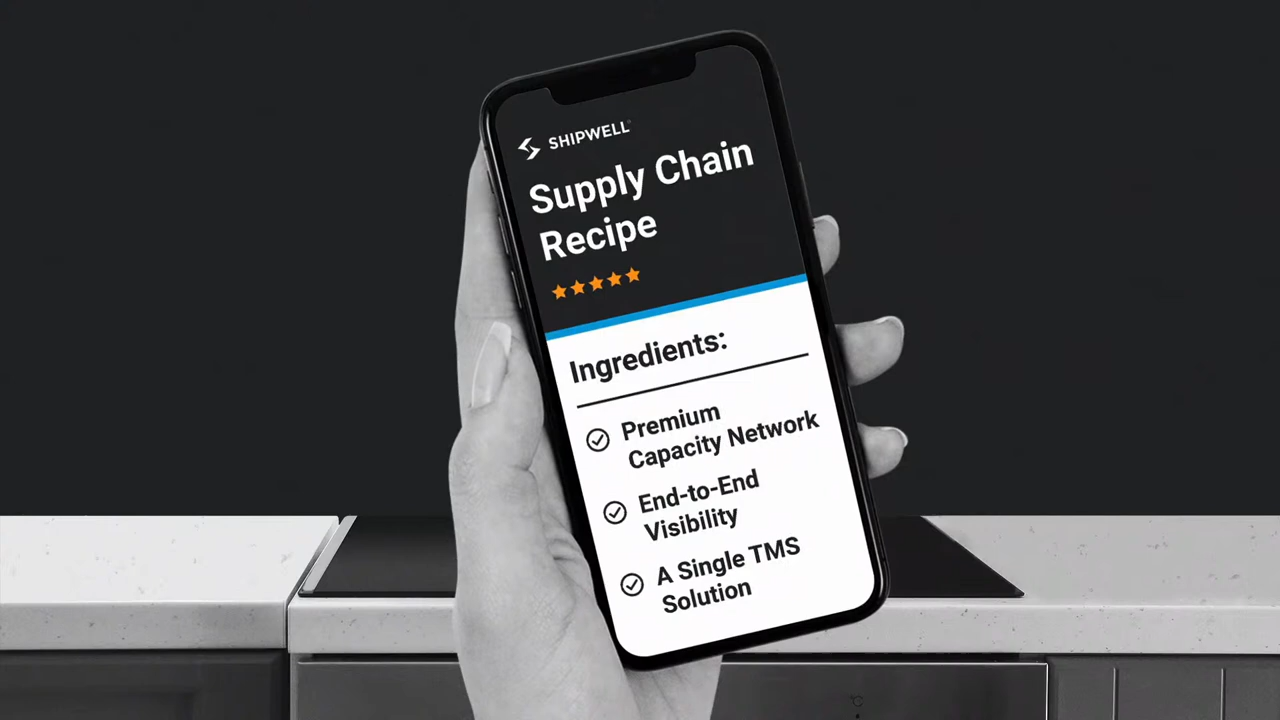 SHIPWELL
Supply Chain
Recipe
Ingredients:
Premium
Capacity Network
End-to-End
Visibility
A Single TMS
Solution
°C